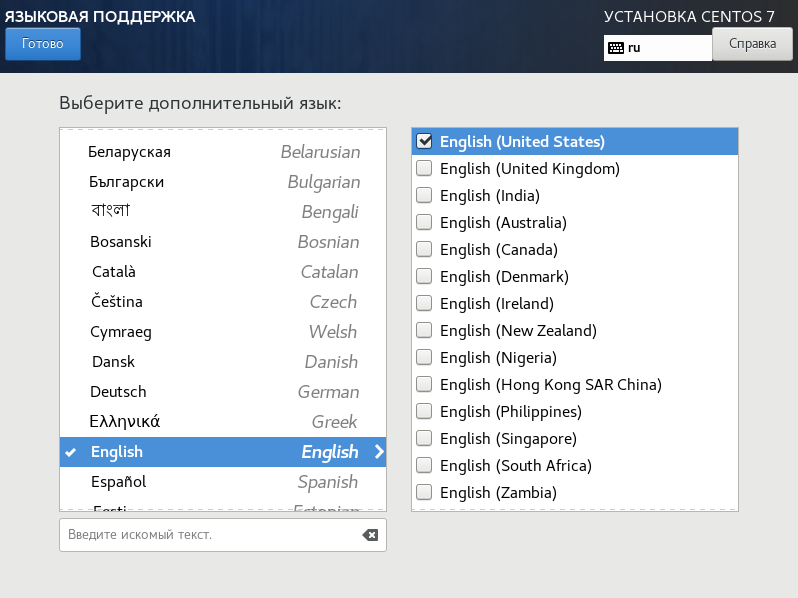 ЯЗЫКОВАЯ ПОДДЕРЖКА
УСТАНОВКА CENTOS 7
Готово
ru
Справка
Выберите дополнительный язык:
Беларуская Belarusian
Български Bulgarian
বাংলা Bengali
Bosanski Bosnian
Català Catalan
Čeština Czech
Cymraeg Welsh
Dansk Danish
Deutsch German
Ελληνικά Greek
English English
Español Spanish
Eesti Estonian
Введите искомый текст.
English (United States)
English (United Kingdom)
English (India)
English (Australia)
English (Canada)
English (Denmark)
English (Ireland)
English (New Zealand)
English (Nigeria)
English (Hong Kong SAR China)
English (Philippines)
English (Singapore)
English (South Africa)
English (Zambia)